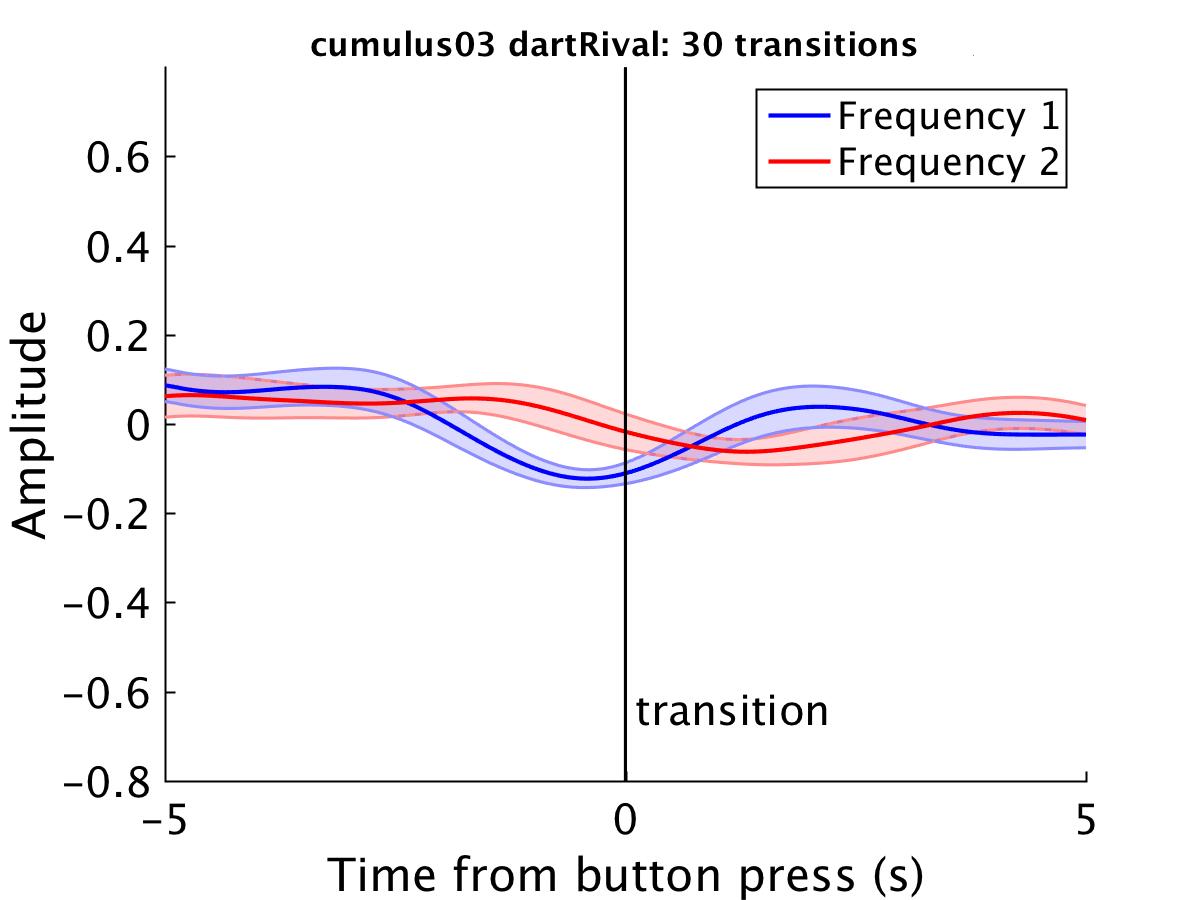 cumulus03 dartRival: 30 transitions
Frequency 1
Frequency 2
0.6
0.4
0.2
0
−0.2
−0.4
−0.6
−0.8
Amplitude
transition
−5
0
5
Time from button press (s)